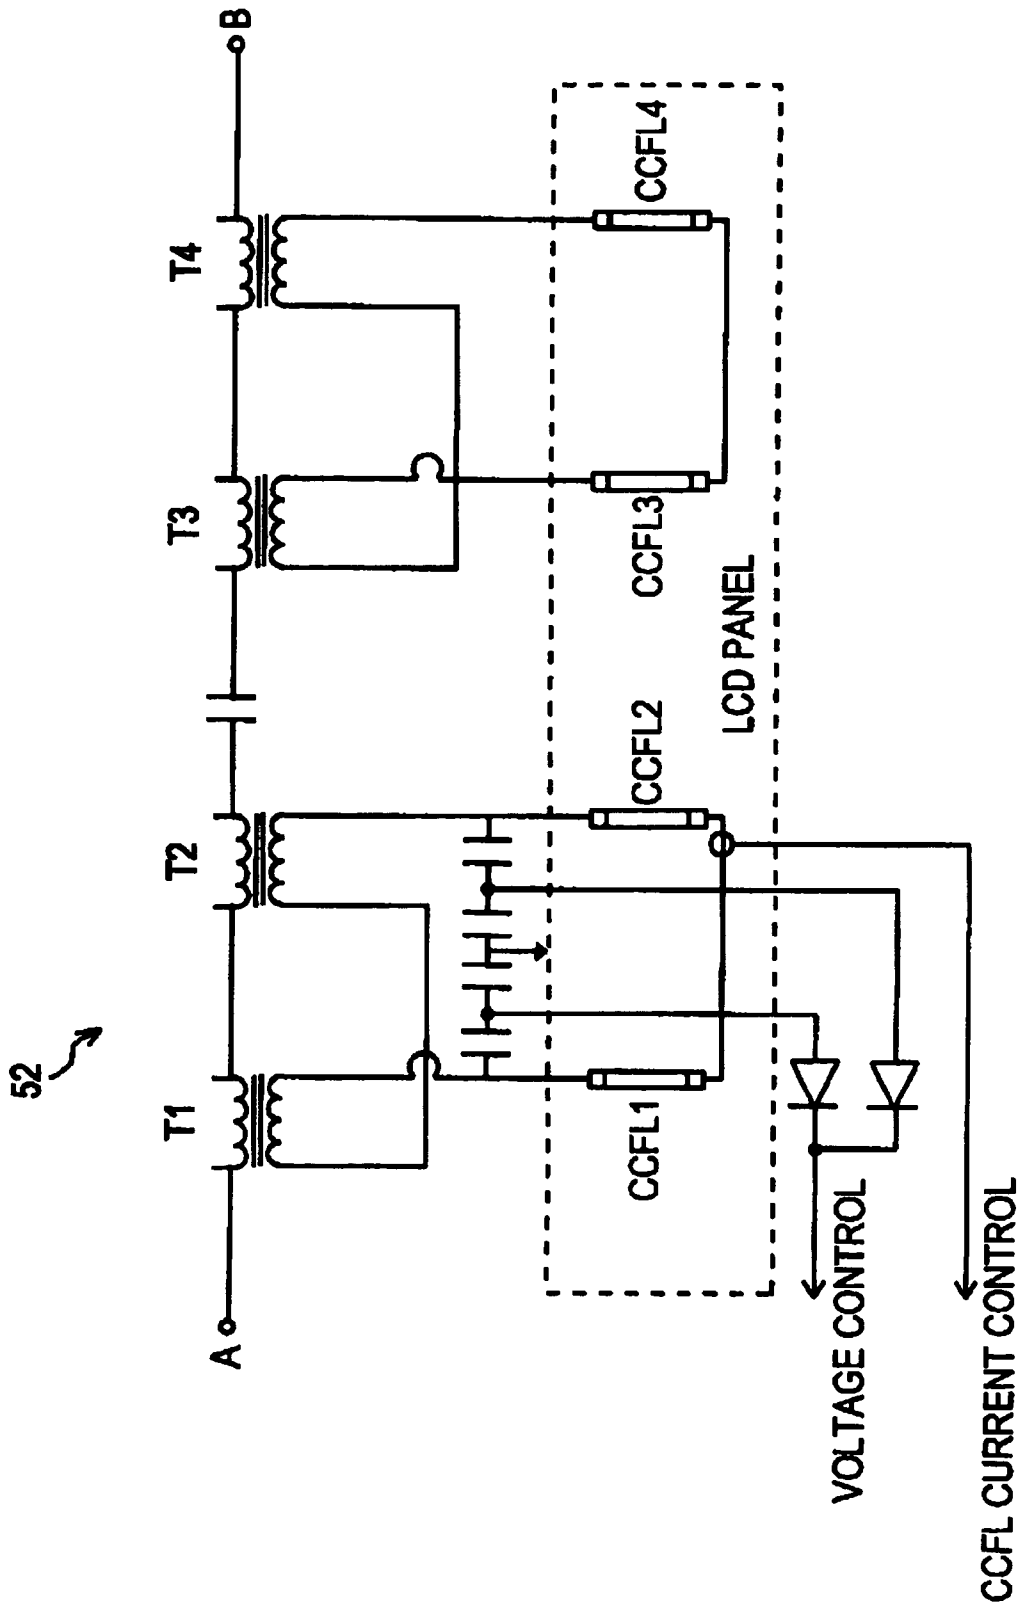 52
A
B
T1
T2
T3
T4
CCFL1
CCFL2
CCFL3
CCFL4
LCD PANEL
VOLTAGE CONTROL
CCFL CURRENT CONTROL